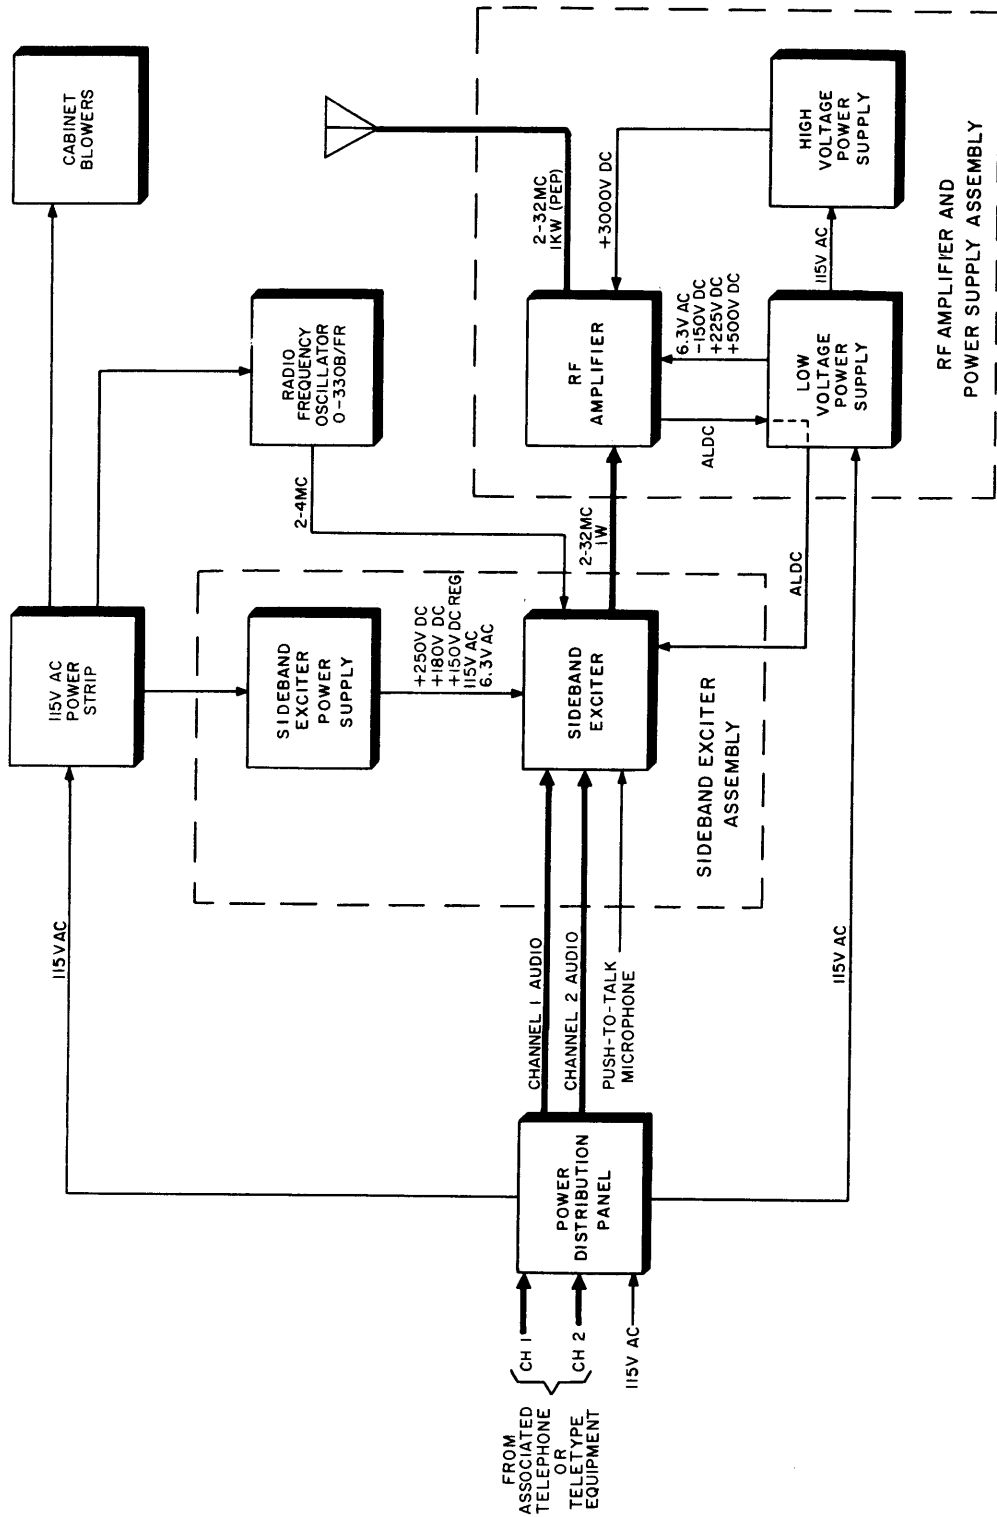 FROM
ASSOCIATED
TELEPHONE
OR
TELETYPE
EQUIPMENT
CH 1
CH 2
115V AC
POWER
DISTRIBUTION
PANEL
115V AC
CHANNEL 1 AUDIO
CHANNEL 2 AUDIO
PUSH-TO-TALK
MICROPHONE
115V AC
115V AC
POWER
STRIP
SIDEBAND
EXCITER
POWER
SUPPLY
+250V DC
+180V DC
+150V DC REG
115V AC
6.3V AC
SIDEBAND
EXCITER
SIDEBAND EXCITER
ASSEMBLY
CABINET
BLOWERS
RADIO
FREQUENCY
OSCILLATOR
O-330B/FR
2-4MC
2-32MC
1W
ALDC
RF
AMPLIFIER
ALDC
6.3V AC
-150V DC
+225V DC
+500V DC
LOW
VOLTAGE
POWER
SUPPLY
2-32MC
1KW (PEP)
+3000V DC
115V AC
HIGH
VOLTAGE
POWER
SUPPLY
RF AMPLIFIER AND
POWER SUPPLY ASSEMBLY